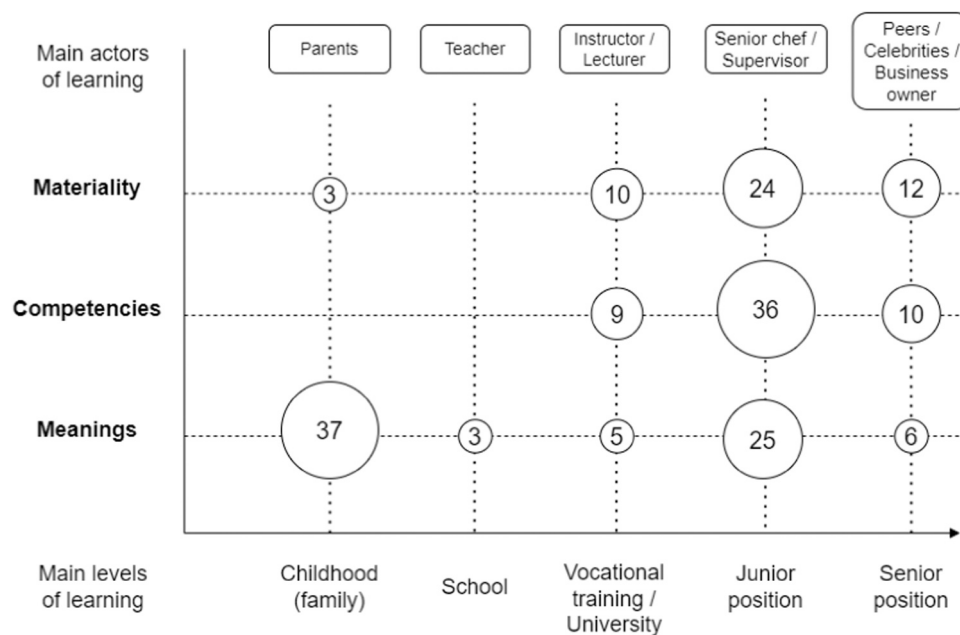 Main actors
of learning
Parents
Teacher
Instructor /
Lecturer
Senior chef /
Supervisor
Peers /
Celebrities /
Business
owner
Materiality
3
10
24
12
Competencies
9
36
10
Meanings
37
3
5
25
6
Main levels
of learning
Childhood
(family)
School
Vocational
training /
University
Junior
position
Senior
position